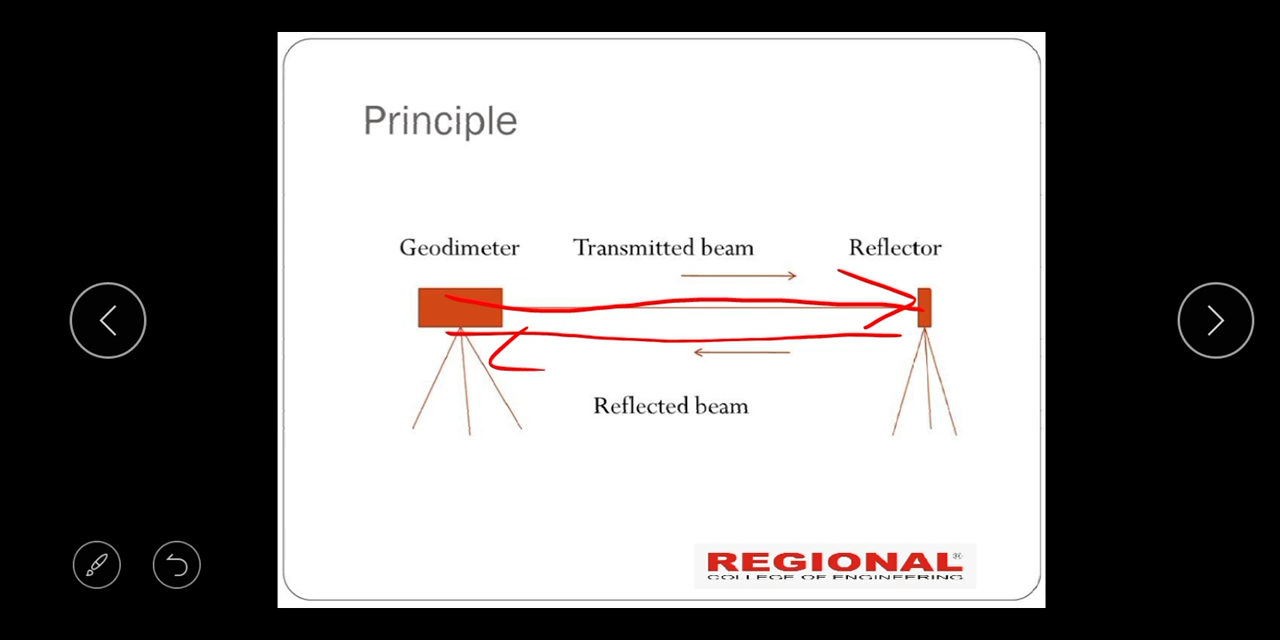 Principle
Geodimeter Transmitted beam Reflector
Reflected beam
REGIONAL®
COLLEGE OF ENGINEERING